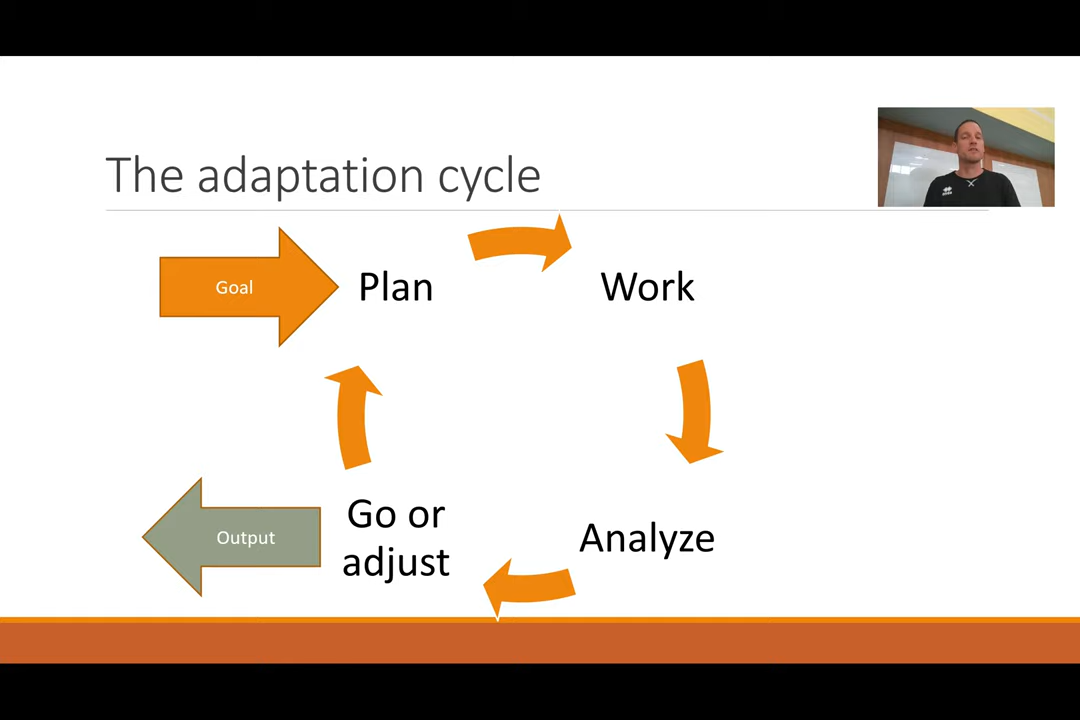 The adaptation cycle
Goal
Plan
Work
Output
Go or
adjust
Analyze